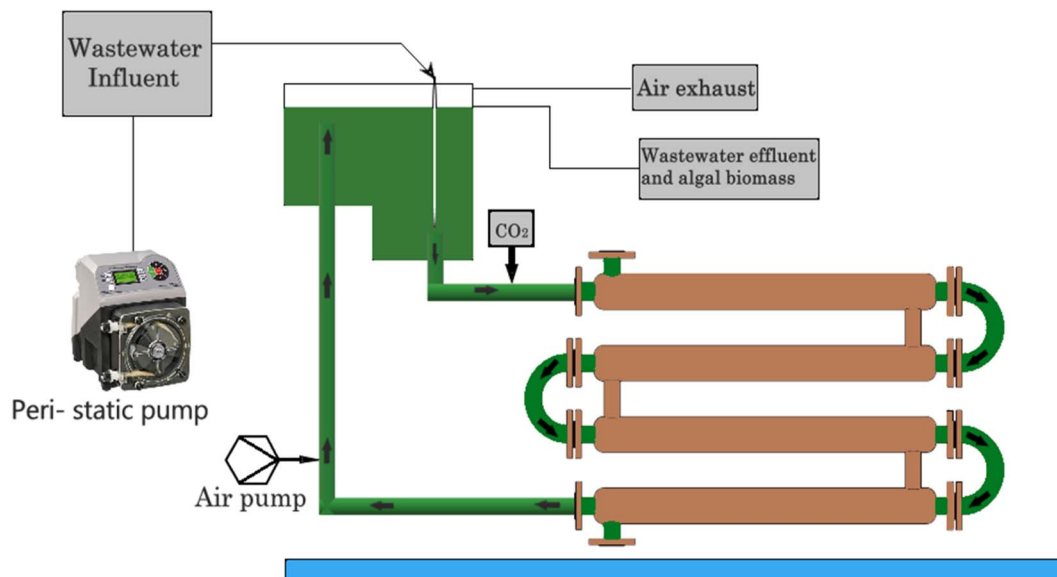 Wastewater
Influent
Air exhaust
Wastewater effluent
and algal biomass
CO₂
Peri- static pump
Air pump